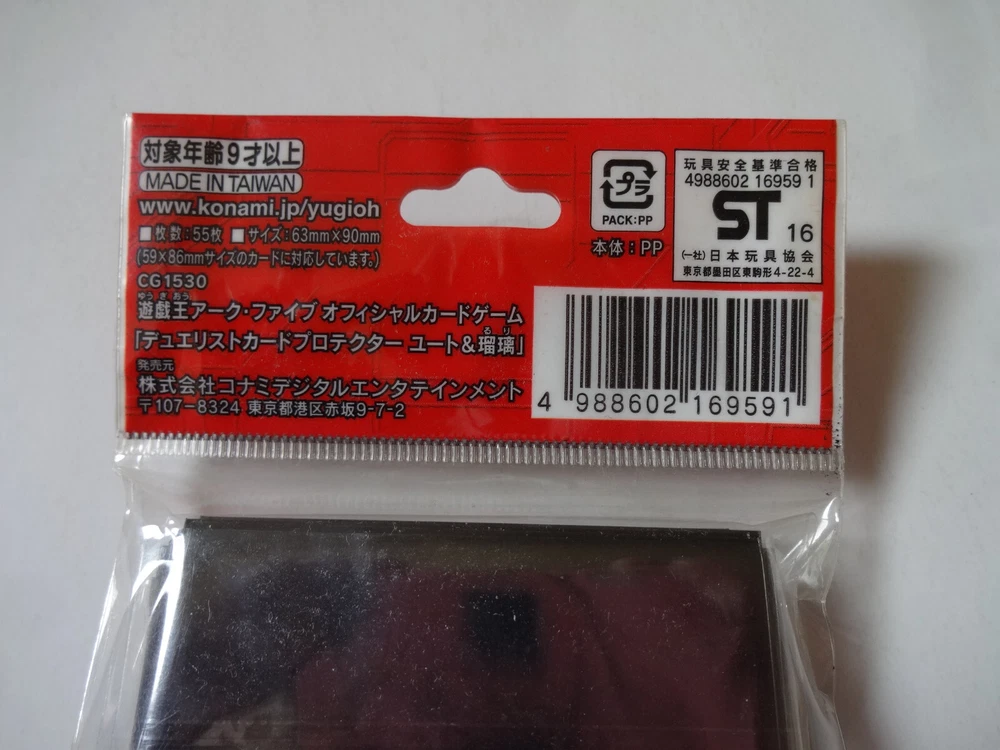 対象年齢9才以上
MADE IN TAIWAN
www.konami.jp/yugioh
■枚数:55枚 ■サイズ:63mm×90mm
(59×86mmサイズのカードに対応しています。)
CG1530
ゆうぎおう
遊戯王アーク・ファイブ オフィシャルカードゲーム
るり
「デュエリストカードプロテクター ユート&瑠璃」
発売元
株式会社コナミデジタルエンタテインメント
〒107-8324 東京都港区赤坂9-7-2
プラ
PACK:PP
本体:PP
玩具安全基準合格
4988602 16959 1
ST 16
(一社)日本玩具協会
東京都墨田区東駒形4-22-4
4 988602 169591